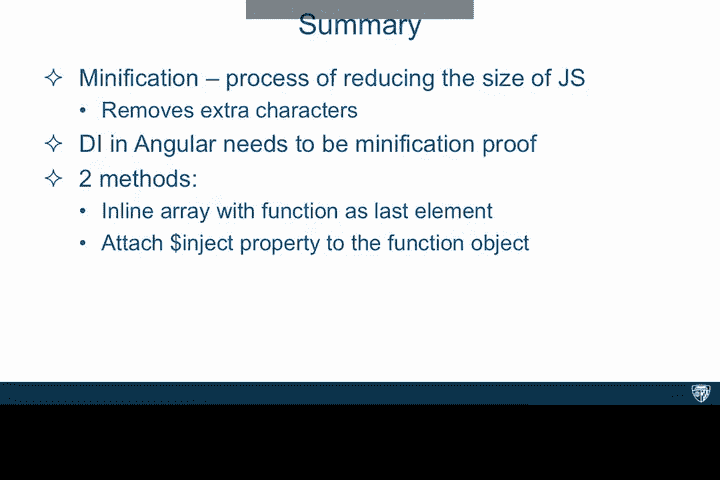 Summary
Minification – process of reducing the size of JS
Removes extra characters
DI in Angular needs to be minification proof
2 methods:
Inline array with function as last element
Attach $inject property to the function object